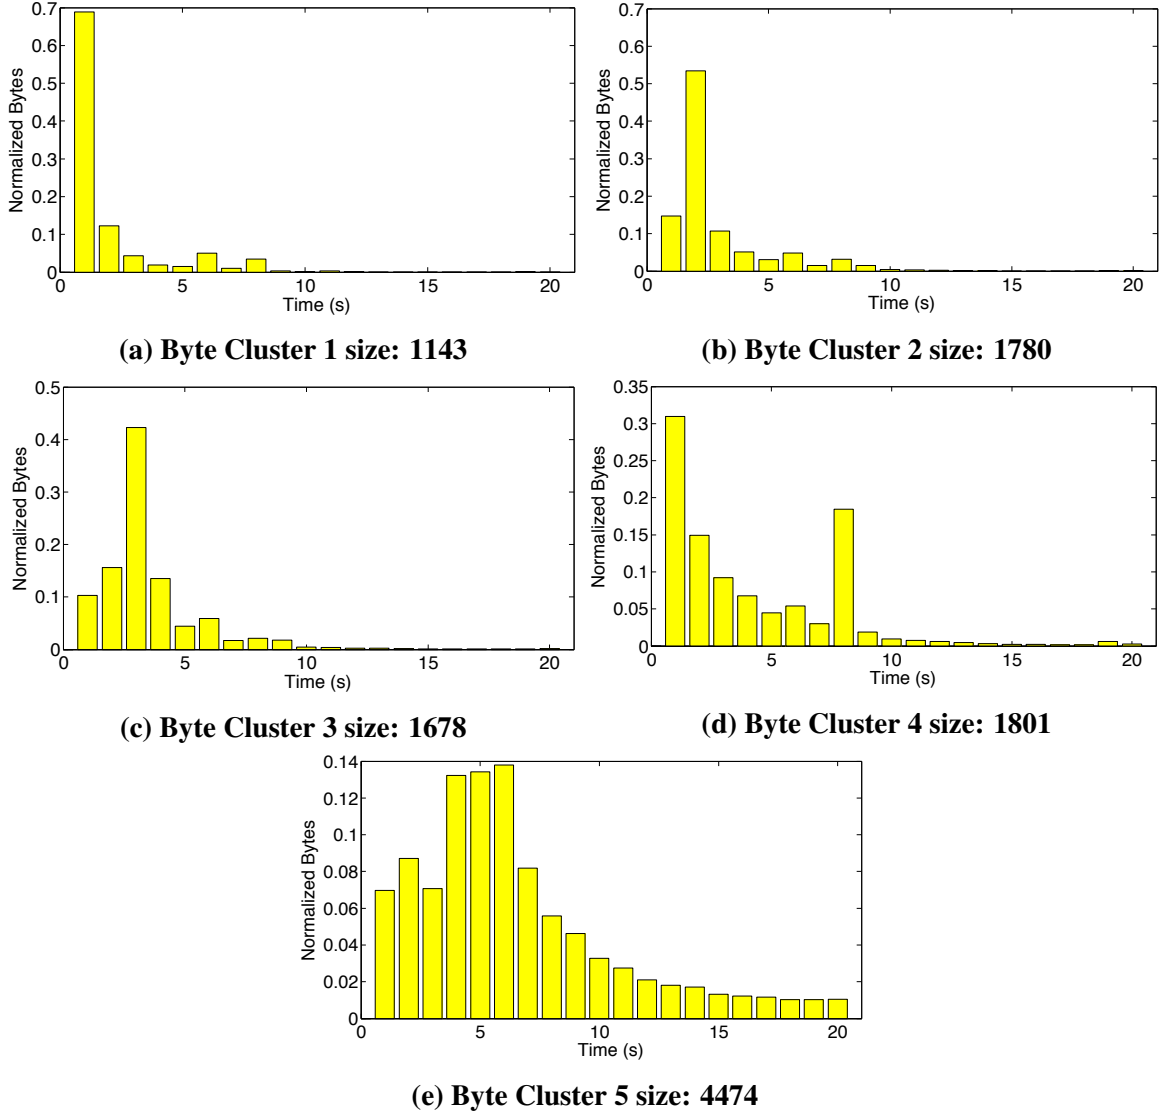 0.7
0.6
0.5
0.4
0.3
0.2
0.1
0
Normalized Bytes
0 5 10 15 20
Time (s)
(a) Byte Cluster 1 size: 1143
0.7
0.6
0.5
0.4
0.3
0.2
0.1
0
Normalized Bytes
0 5 10 15 20
Time (s)
(b) Byte Cluster 2 size: 1780
0.5
0.4
0.3
0.2
0.1
0
Normalized Bytes
0 5 10 15 20
Time (s)
(c) Byte Cluster 3 size: 1678
0.35
0.3
0.25
0.2
0.15
0.1
0.05
0
Normalized Bytes
0 5 10 15 20
Time (s)
(d) Byte Cluster 4 size: 1801
0.14
0.12
0.1
0.08
0.06
0.04
0.02
0
Normalized Bytes
0 5 10 15 20
Time (s)
(e) Byte Cluster 5 size: 4474